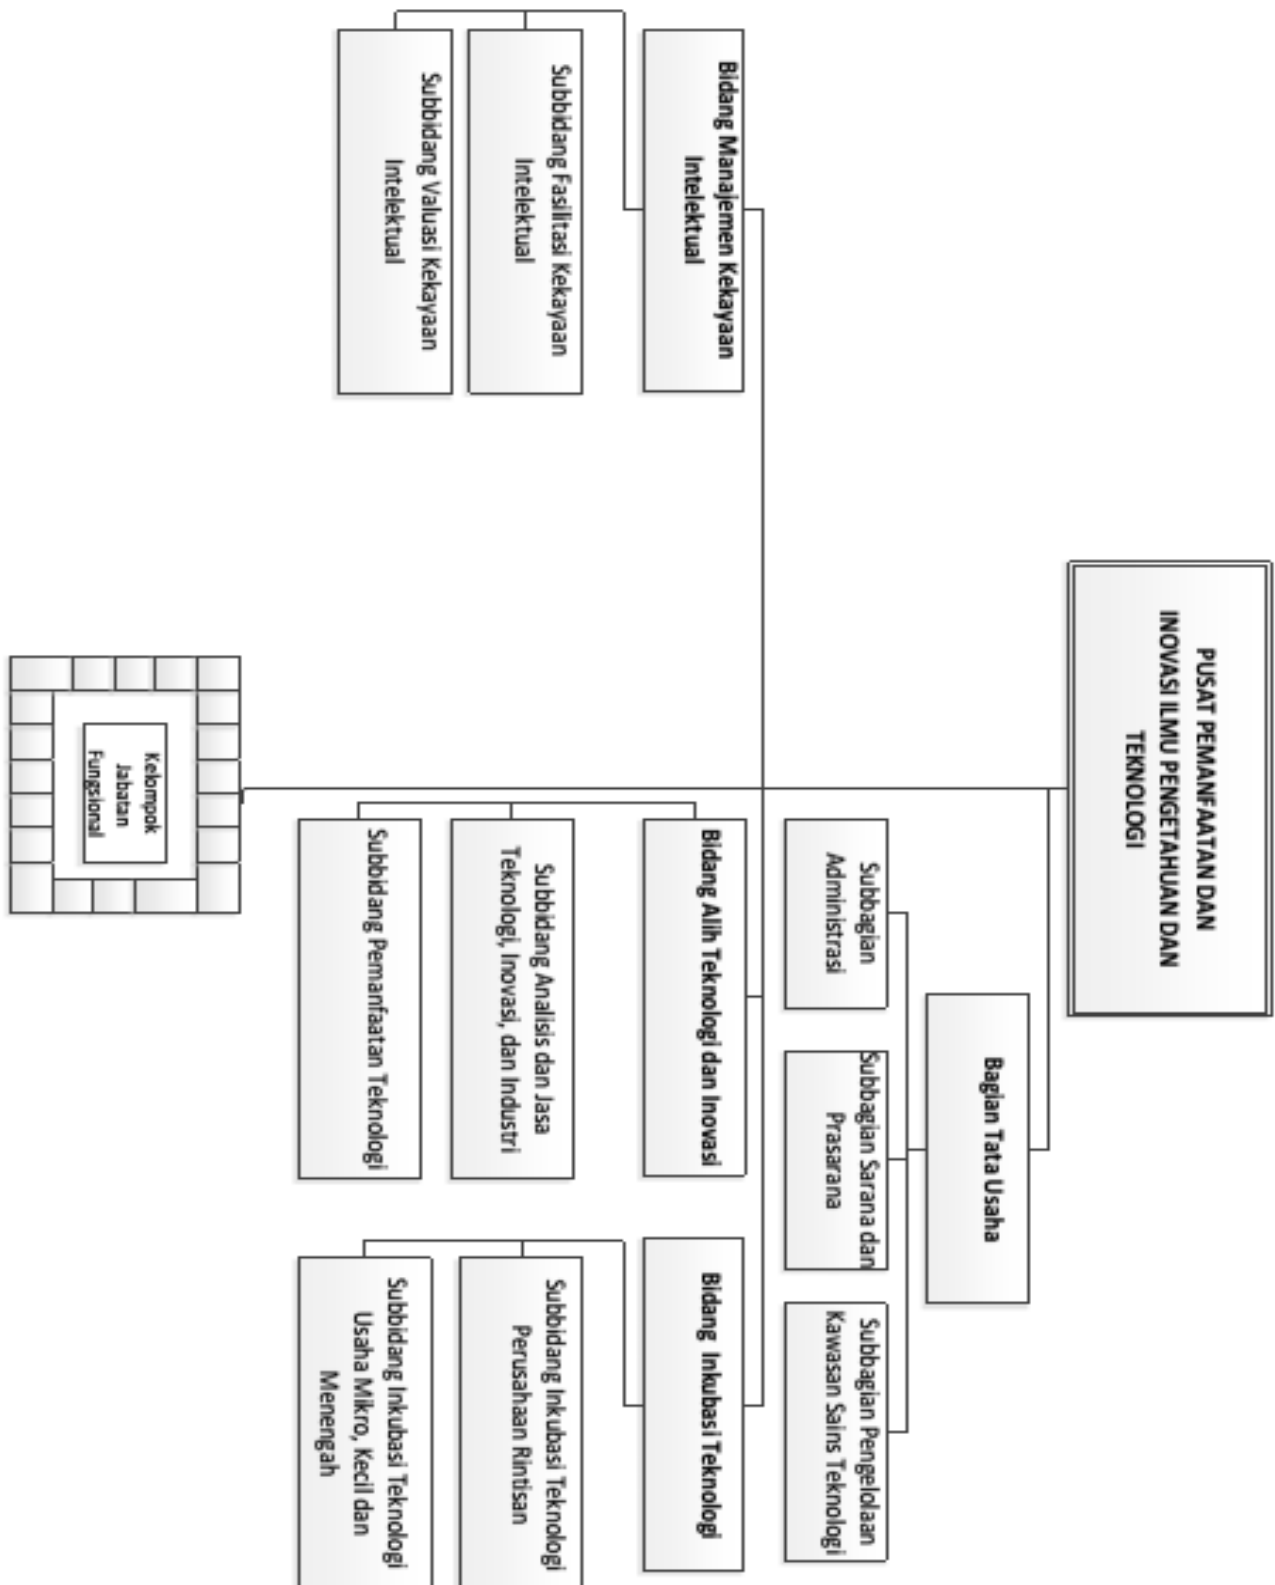 PUSAT PEMANFAATAN DAN
INOVASI ILMU PENGETAHUAN DAN
TEKNOLOGI
Bagian Tata Usaha
Subbagian
Administrasi
Subbagian Sarana dan
Prasarana
Subbagian Pengelolaan
Kawasan Sains Teknologi
Bidang Manajemen Kekayaan
Intelektual
Subbidang Fasilitasi Kekayaan
Intelektual
Subbidang Valuasi Kekayaan
Intelektual
Bidang Alih Teknologi dan Inovasi
Subbidang Analisis dan Jasa
Teknologi, Inovasi, dan Industri
Subbidang Pemanfaatan Teknologi
Bidang Inkubasi Teknologi
Subbidang Inkubasi Teknologi
Perusahaan Rintisan
Subbidang Inkubasi Teknologi
Usaha Mikro, Kecil dan
Menengah
Kelompok
Jabatan
Fungsional